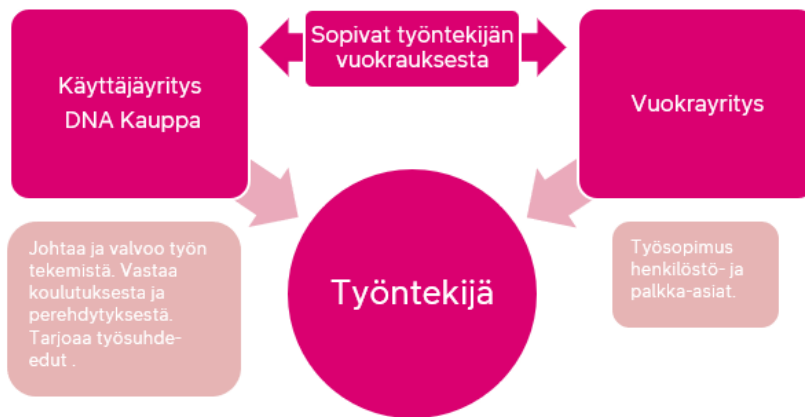 Sopivat työntekijän
vuokrauksesta
Käyttäjäyritys
DNA Kauppa
Vuokrayritys
Johtaa ja valvoo työn
tekemistä. Vastaa
koulutuksesta ja
perehdytyksestä.
Tarjoaa työsuhde-
edut .
Työntekijä
Työsopimus
henkilöstö- ja
palkka-asiat.